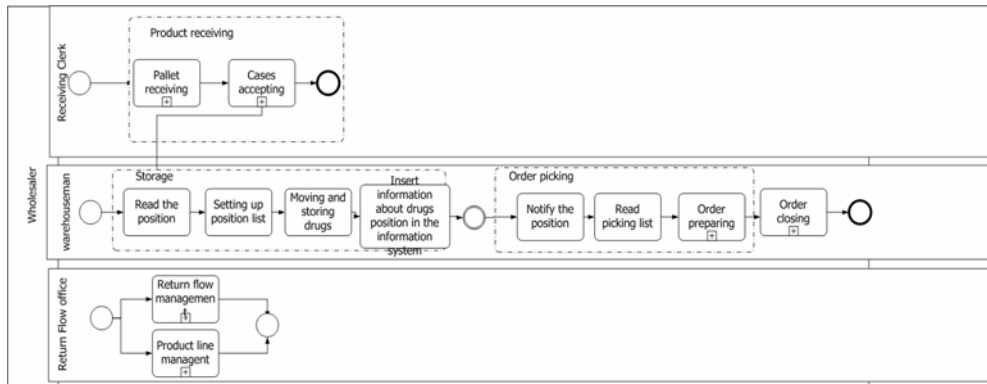 Wholesaler
Receiving Clerk
Product receiving
Pallet
receiving
Cases
accepting
warehouseman
Storage
Read the
position
Setting up
position list
Moving and
storing
drugs
Insert
information
about drugs
position in the
information
system
Order picking
Notify the
position
Read
picking list
Order
preparing
Order
closing
Return Flow office
Return flow
managemen
t
Product line
managent